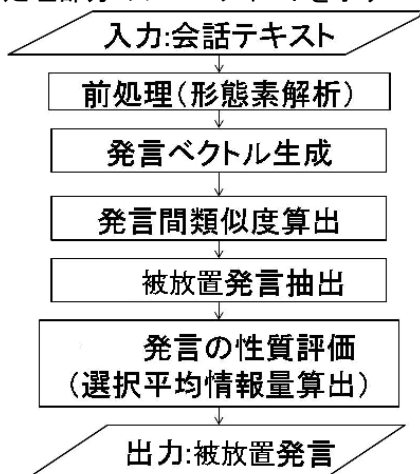 入力:会話テキスト
前処理(形態素解析)
発言ベクトル生成
発言間類似度算出
被放置発言抽出
発言の性質評価
(選択平均情報量算出)
出力:被放置発言